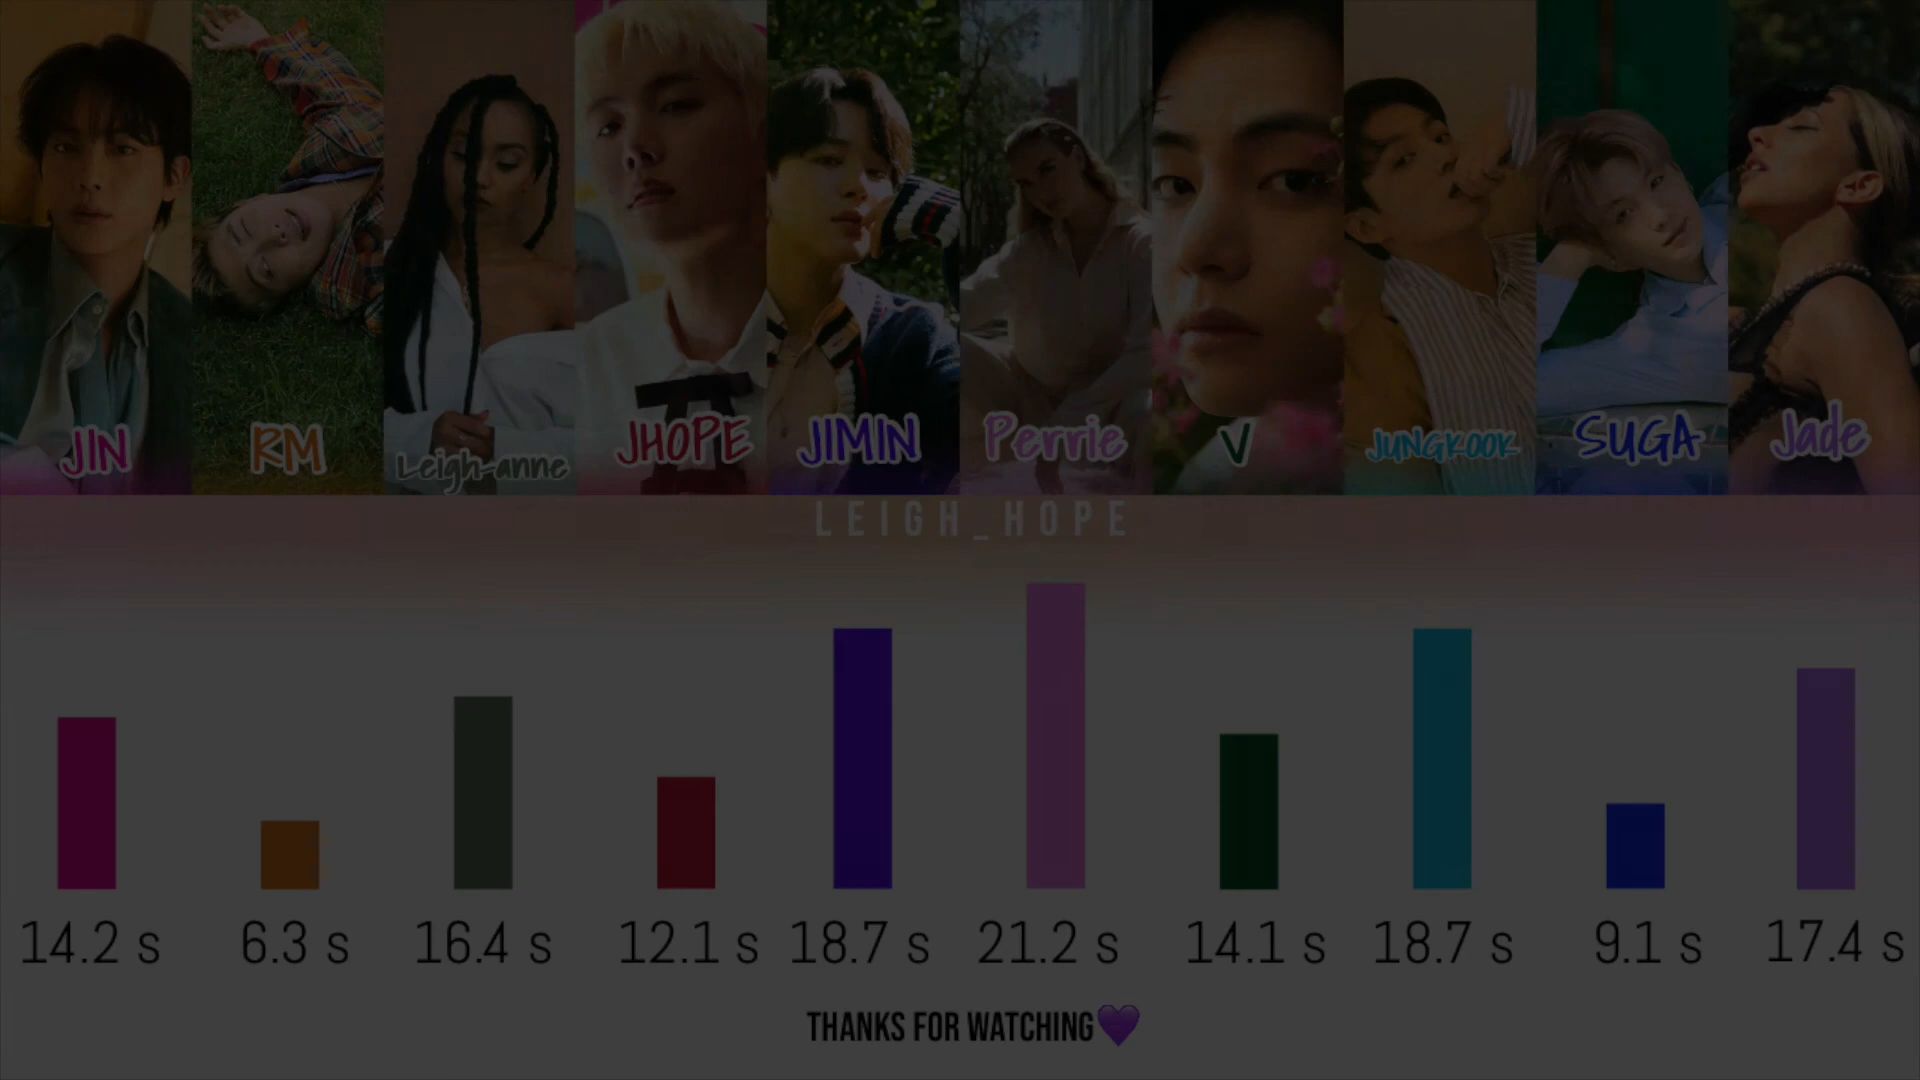 JIN RM Leigh-anne JHOPE JIMIN Perrie V JUNGKOOK SUGA Jade
LEIGH_HOPE
14.2 s 6.3 s 16.4 s 12.1 s 18.7 s 21.2 s 14.1 s 18.7 s 9.1 s 17.4 s
THANKS FOR WATCHING💜